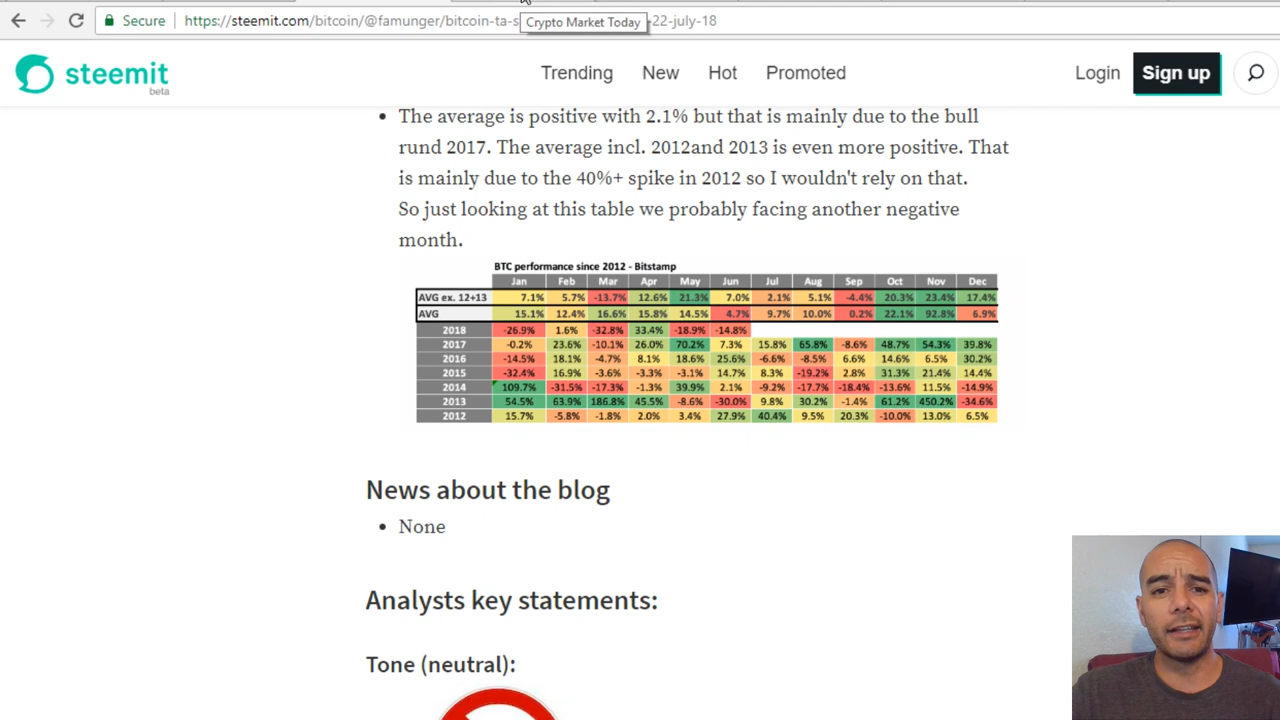 Secure https://steemit.com/bitcoin/@famunger/bitcoin-ta-s 22-july-18
Crypto Market Today
steemit
beta
Trending New Hot Promoted
Login Sign up
The average is positive with 2.1% but that is mainly due to the bull
rund 2017. The average incl. 2012and 2013 is even more positive. That
is mainly due to the 40%+ spike in 2012 so I wouldn't rely on that.
So just looking at this table we probably facing another negative
month.
BTC performance since 2012 - Bitstamp
Jan Feb Mar Apr May Jun Jul Aug Sep Oct Nov Dec
AVG ex. 12+13 7.1% 5.7% -13.7% 12.6% 21.3% 7.0% 2.1% 5.1% -4.4% 20.3% 23.4% 17.4%
AVG 15.1% 12.4% 16.6% 15.8% 14.5% 4.7% 9.7% 10.0% 0.2% 22.1% 92.8% 6.9%
2018 -26.9% 1.6% -32.8% 33.4% -18.9% -14.8%
2017 -0.2% 23.6% -10.1% 26.0% 70.2% 7.3% 15.8% 65.8% -8.6% 48.7% 54.3% 39.8%
2016 -14.5% 18.1% -4.7% 8.1% 18.6% 25.6% -6.6% -8.5% 6.6% 14.6% 6.5% 30.2%
2015 -32.4% 16.9% -3.6% -3.3% -3.1% 14.7% 8.3% -19.2% 2.8% 31.3% 21.4% 14.4%
2014 109.7% -31.5% -17.3% -1.3% 39.9% 2.1% -9.2% -17.7% -18.4% -13.6% 11.5% -14.9%
2013 54.5% 63.9% 186.8% 45.5% -8.6% -30.0% 9.8% 30.2% -1.4% 61.2% 450.2% -34.6%
2012 15.7% -5.8% -1.8% 2.0% 3.4% 27.9% 40.4% 9.5% 20.3% -10.0% 13.0% 6.5%
News about the blog
None
Analysts key statements:
Tone (neutral):